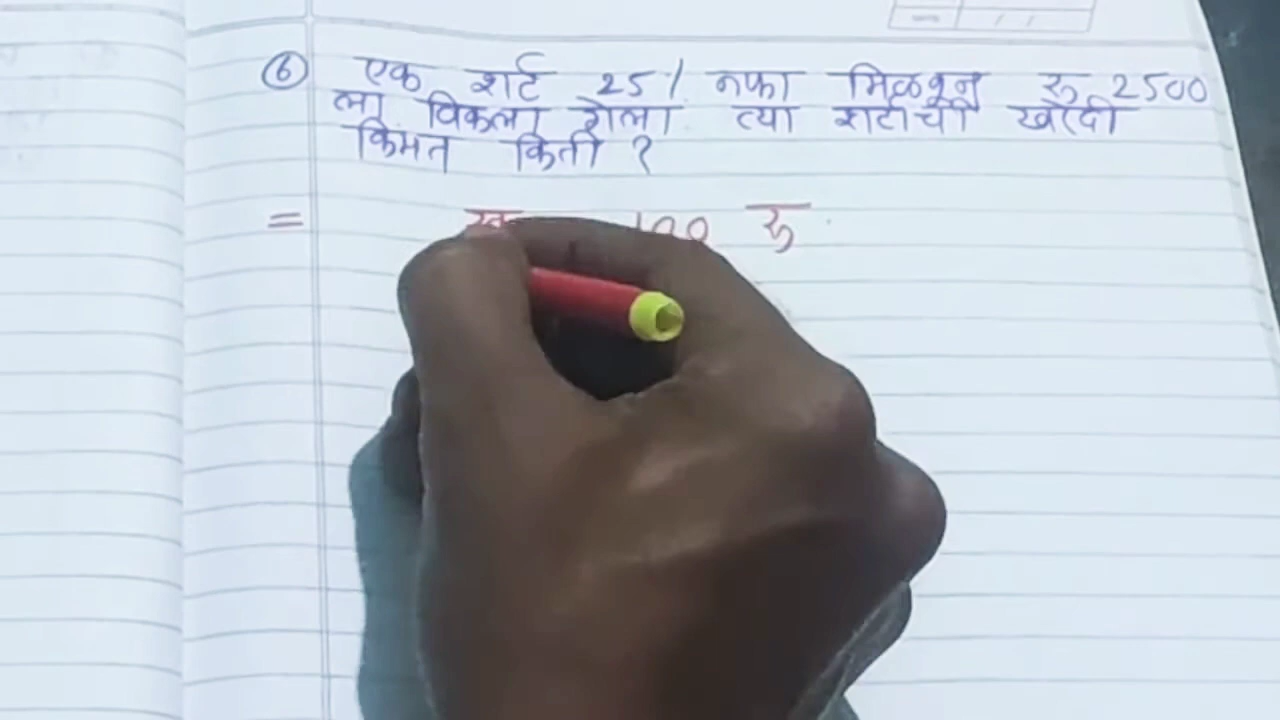 ⑥ एक शर्ट 25/ नफा मिळवून रु 2500
ला विकला गेला त्या शर्टाची खरेदी
किंमत किती ?
= 100 रु